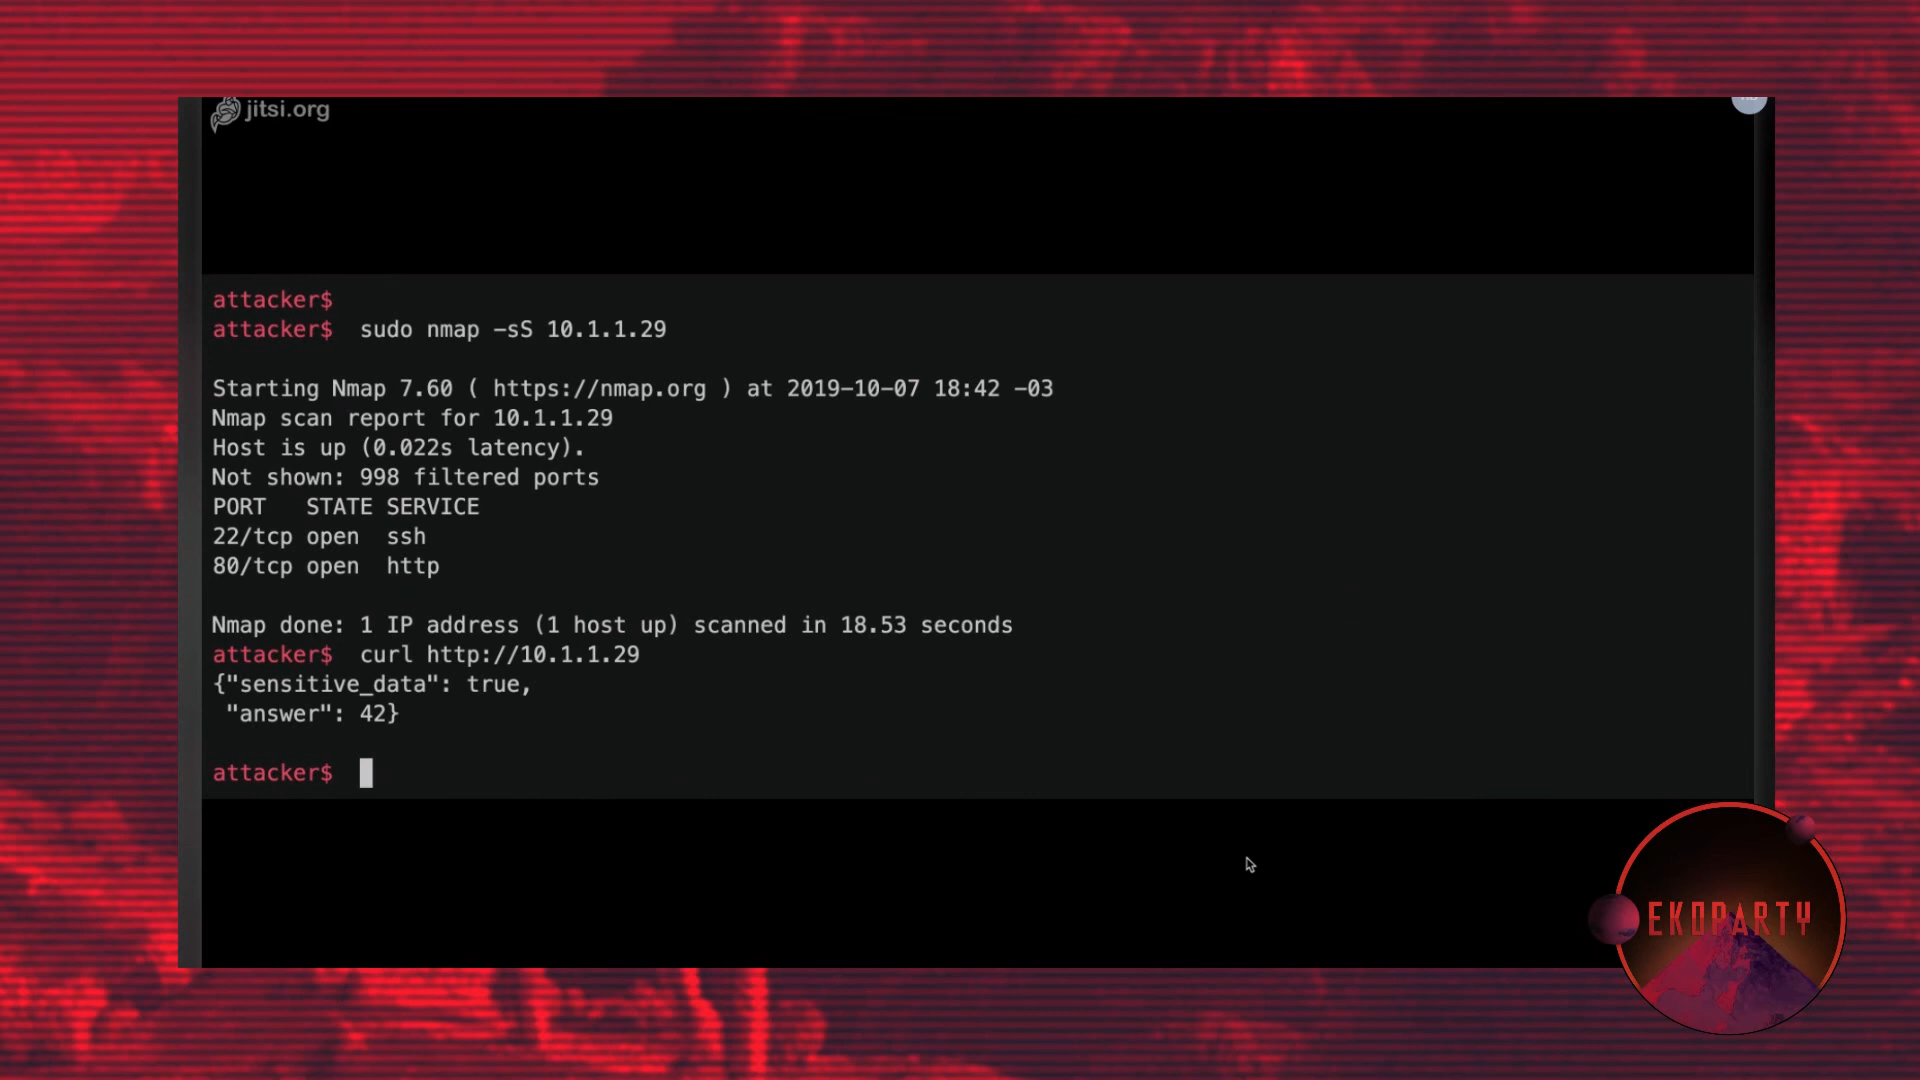 jitsi.org
attacker$
attacker$  sudo nmap -sS 10.1.1.29
Starting Nmap 7.60 ( https://nmap.org ) at 2019-10-07 18:42 -03
Nmap scan report for 10.1.1.29
Host is up (0.022s latency).
Not shown: 998 filtered ports
PORT   STATE SERVICE
22/tcp open  ssh
80/tcp open  http
Nmap done: 1 IP address (1 host up) scanned in 18.53 seconds
attacker$  curl http://10.1.1.29
{"sensitive_data": true,
 "answer": 42}
attacker$
EKOPARTY